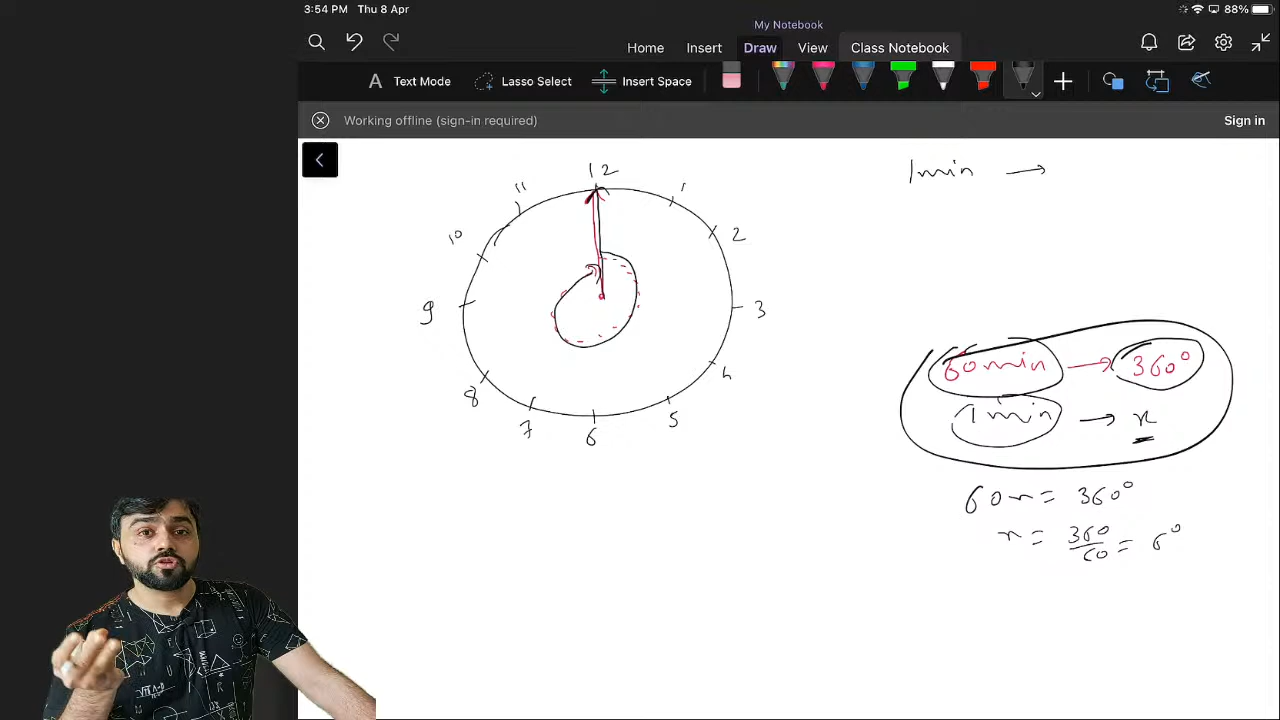 3:54 PM Thu 8 Apr
88%
My Notebook
Home Insert Draw View Class Notebook
Text Mode Lasso Select Insert Space
Working offline (sign-in required)
Sign in
12
1
2
3
4
5
6
7
8
9
10
11
1min →
60min → 360°
1min → x
60x = 360°
x = 360/60 = 6°